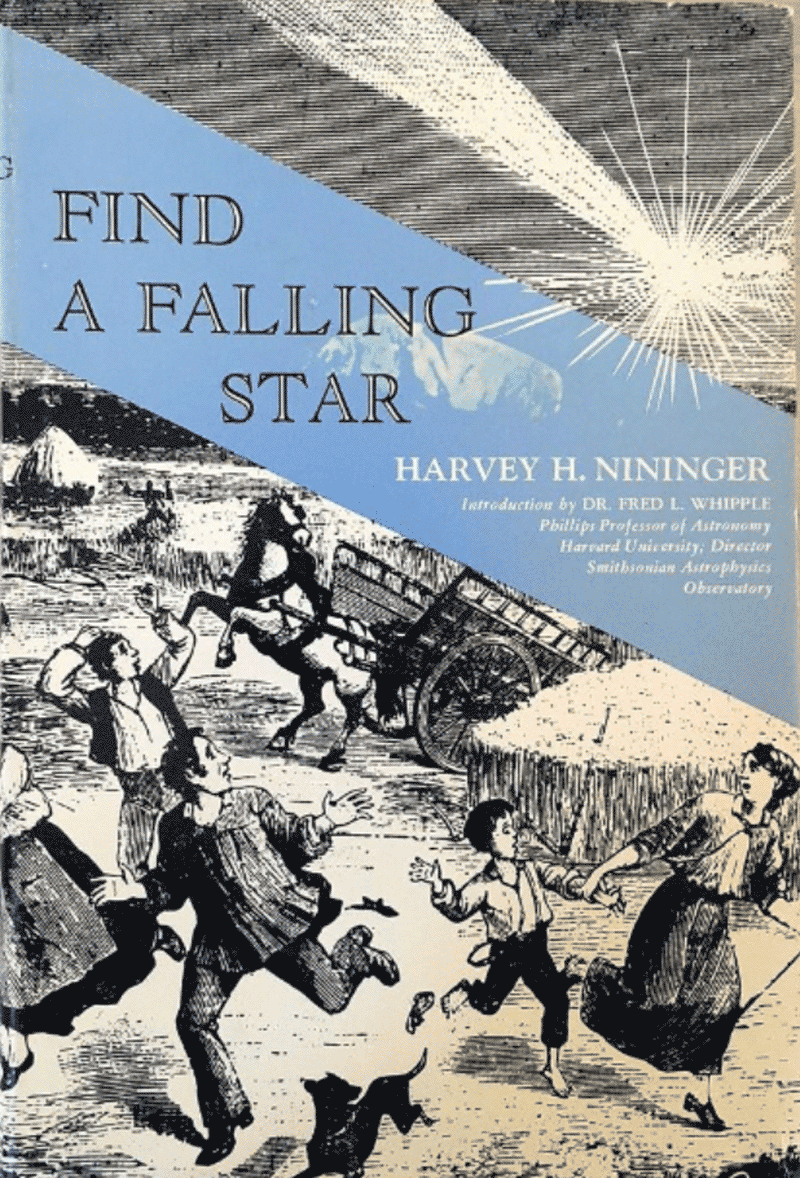 G
FIND
A FALLING
STAR
HARVEY H. NININGER
Introduction by DR. FRED L. WHIPPLE
Phillips Professor of Astronomy
Harvard University; Director
Smithsonian Astrophysics
Observatory